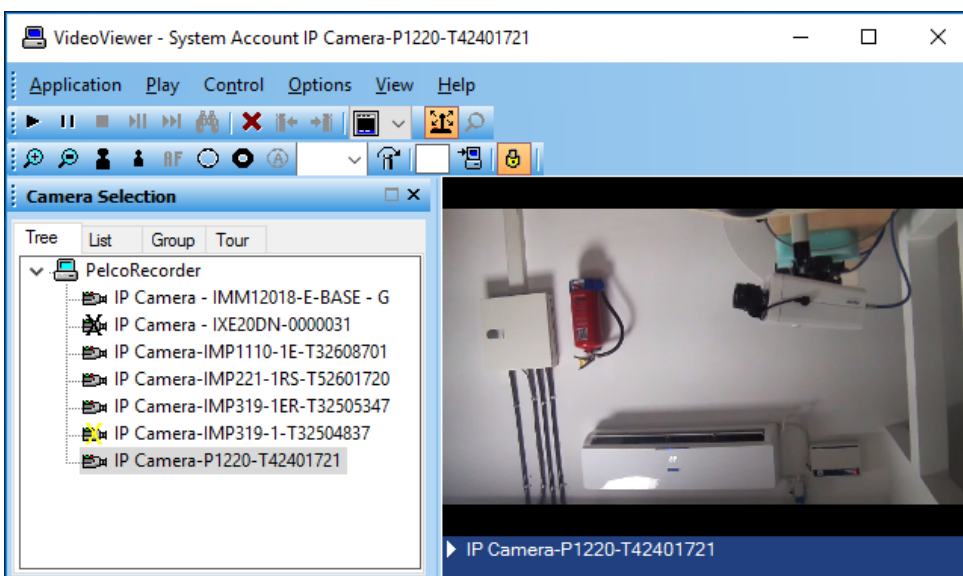 VideoViewer - System Account IP Camera-P1220-T42401721
Application Play Control Options View Help
AF A
Camera Selection
Tree List Group Tour
PelcoRecorder
IP Camera - IMM12018-E-BASE - G
IP Camera - IXE20DN-0000031
IP Camera-IMP1110-1E-T32608701
IP Camera-IMP221-1RS-T52601720
IP Camera-IMP319-1ER-T32505347
IP Camera-IMP319-1-T32504837
IP Camera-P1220-T42401721
IP Camera-P1220-T42401721